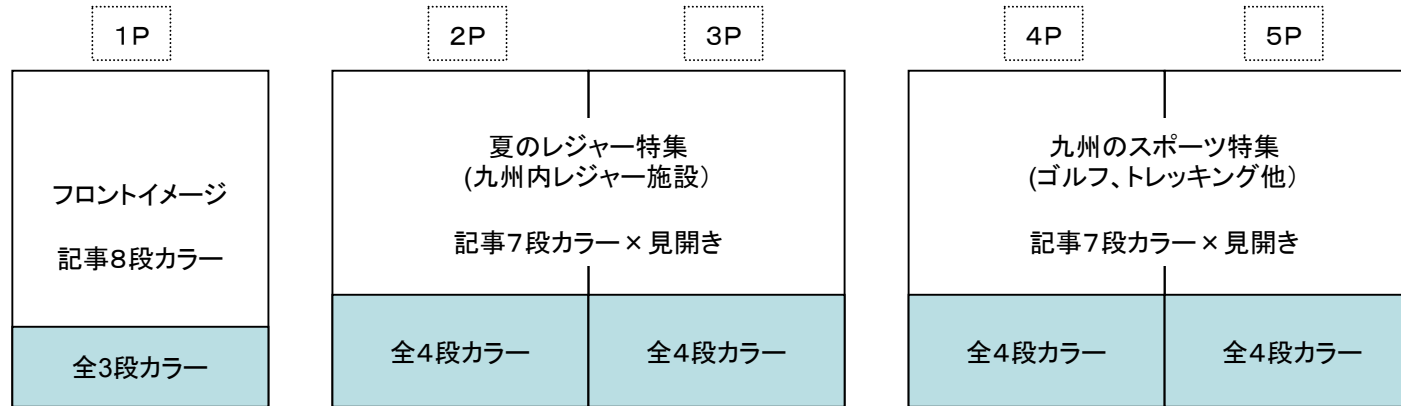 1P
2P
3P
4P
5P
フロントイメージ
記事8段カラー
全3段カラー
夏のレジャー特集
(九州内レジャー施設)
記事7段カラー×見開き
全4段カラー
全4段カラー
九州のスポーツ特集
(ゴルフ、トレッキング他)
記事7段カラー×見開き
全4段カラー
全4段カラー